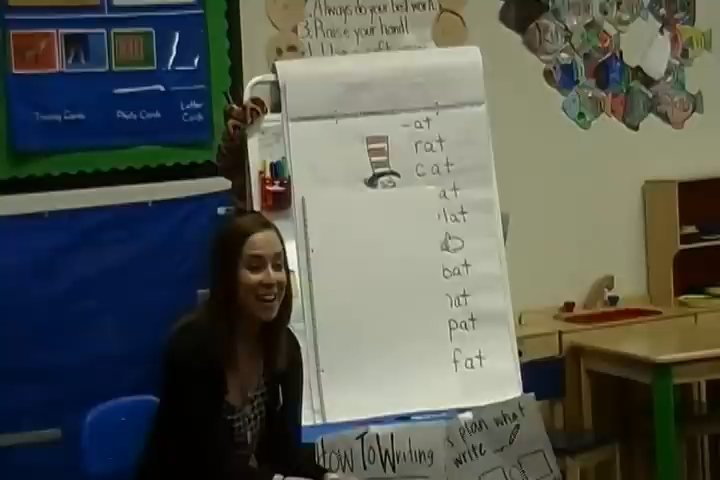 Always do your best work!
3. Raise your hand!
Tracing Cards
Photo Cards
Letter Cards
-at
rat
cat
at
lat
bat
at
pat
fat
How To Writing
plan what
write